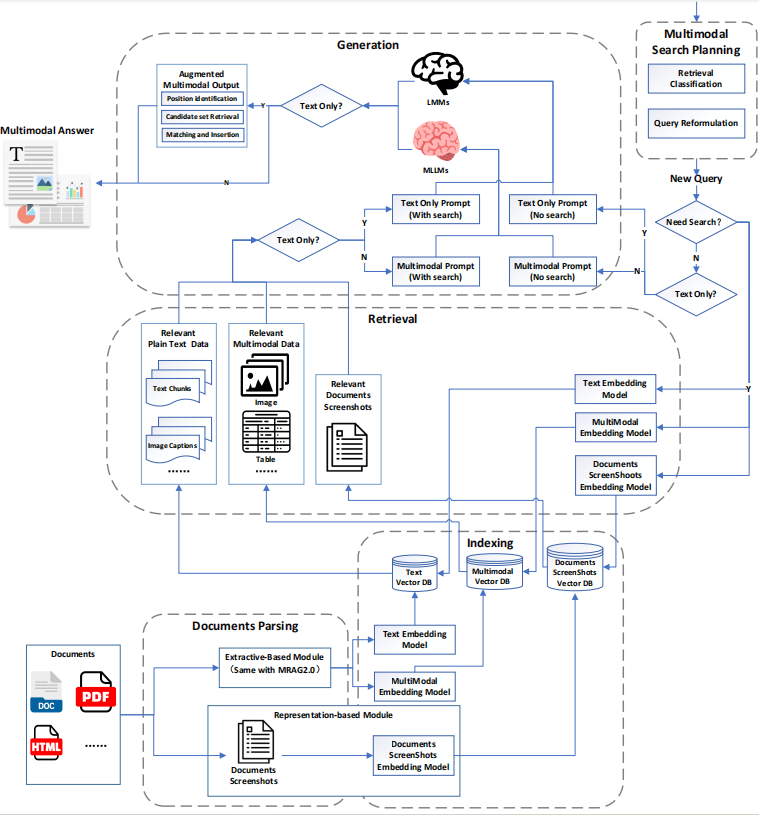 Multimodal
Search Planning
Retrieval
Classification
Query Reformulation
New Query
Need Search?
Y
N
N
Text Only?
Y
Generation
Augmented
Multimodal Output
Position identification
Candidate set Retrieval
Matching and Insertion
Y
Text Only?
N
LMMs
MLLMs
Multimodal Answer
T
Text Only Prompt
(With search)
Text Only Prompt
(No search)
Text Only?
Y
N
Multimodal Prompt
(With search)
Multimodal Prompt
(No search)
Retrieval
Relevant
Plain Text Data
Text Chunks
Image Captions
......
Relevant
Multimodal Data
Image
Table
......
Relevant
Documents
Screenshots
Text Embedding
Model
MultiModal
Embedding Model
Documents
ScreenShoots
Embedding Model
Indexing
Text
Vector DB
Multimodal
Vector DB
Documents
ScreenShots
Vector DB
Documents Parsing
Documents
DOC
PDF
HTML
......
Extractive-Based Module
（Same with MRAG2.0）
Text Embedding
Model
MultiModal
Embedding Model
Representation-based Module
Documents
Screenshots
Documents
ScreenShots
Embedding Model